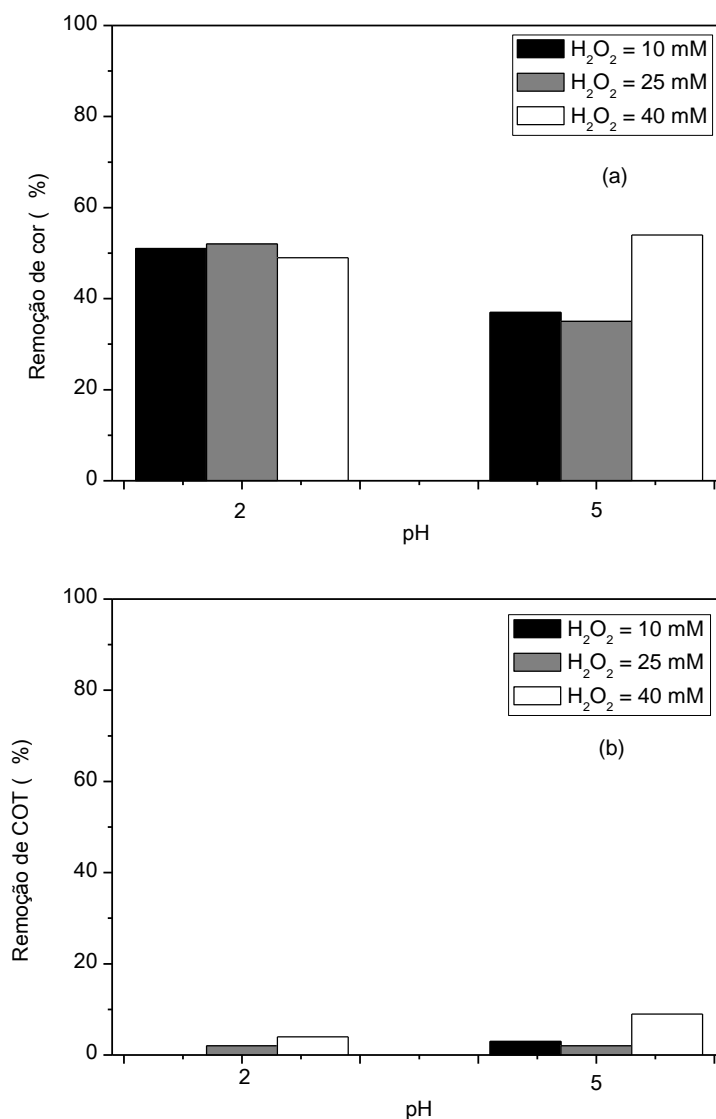 100
80
60
40
20
0
Remoção de cor ( %)
H₂O₂ = 10 mM
H₂O₂ = 25 mM
H₂O₂ = 40 mM
(a)
2 5
pH
100
80
60
40
20
0
Remoção de COT ( %)
H₂O₂ = 10 mM
H₂O₂ = 25 mM
H₂O₂ = 40 mM
(b)
2 5
pH